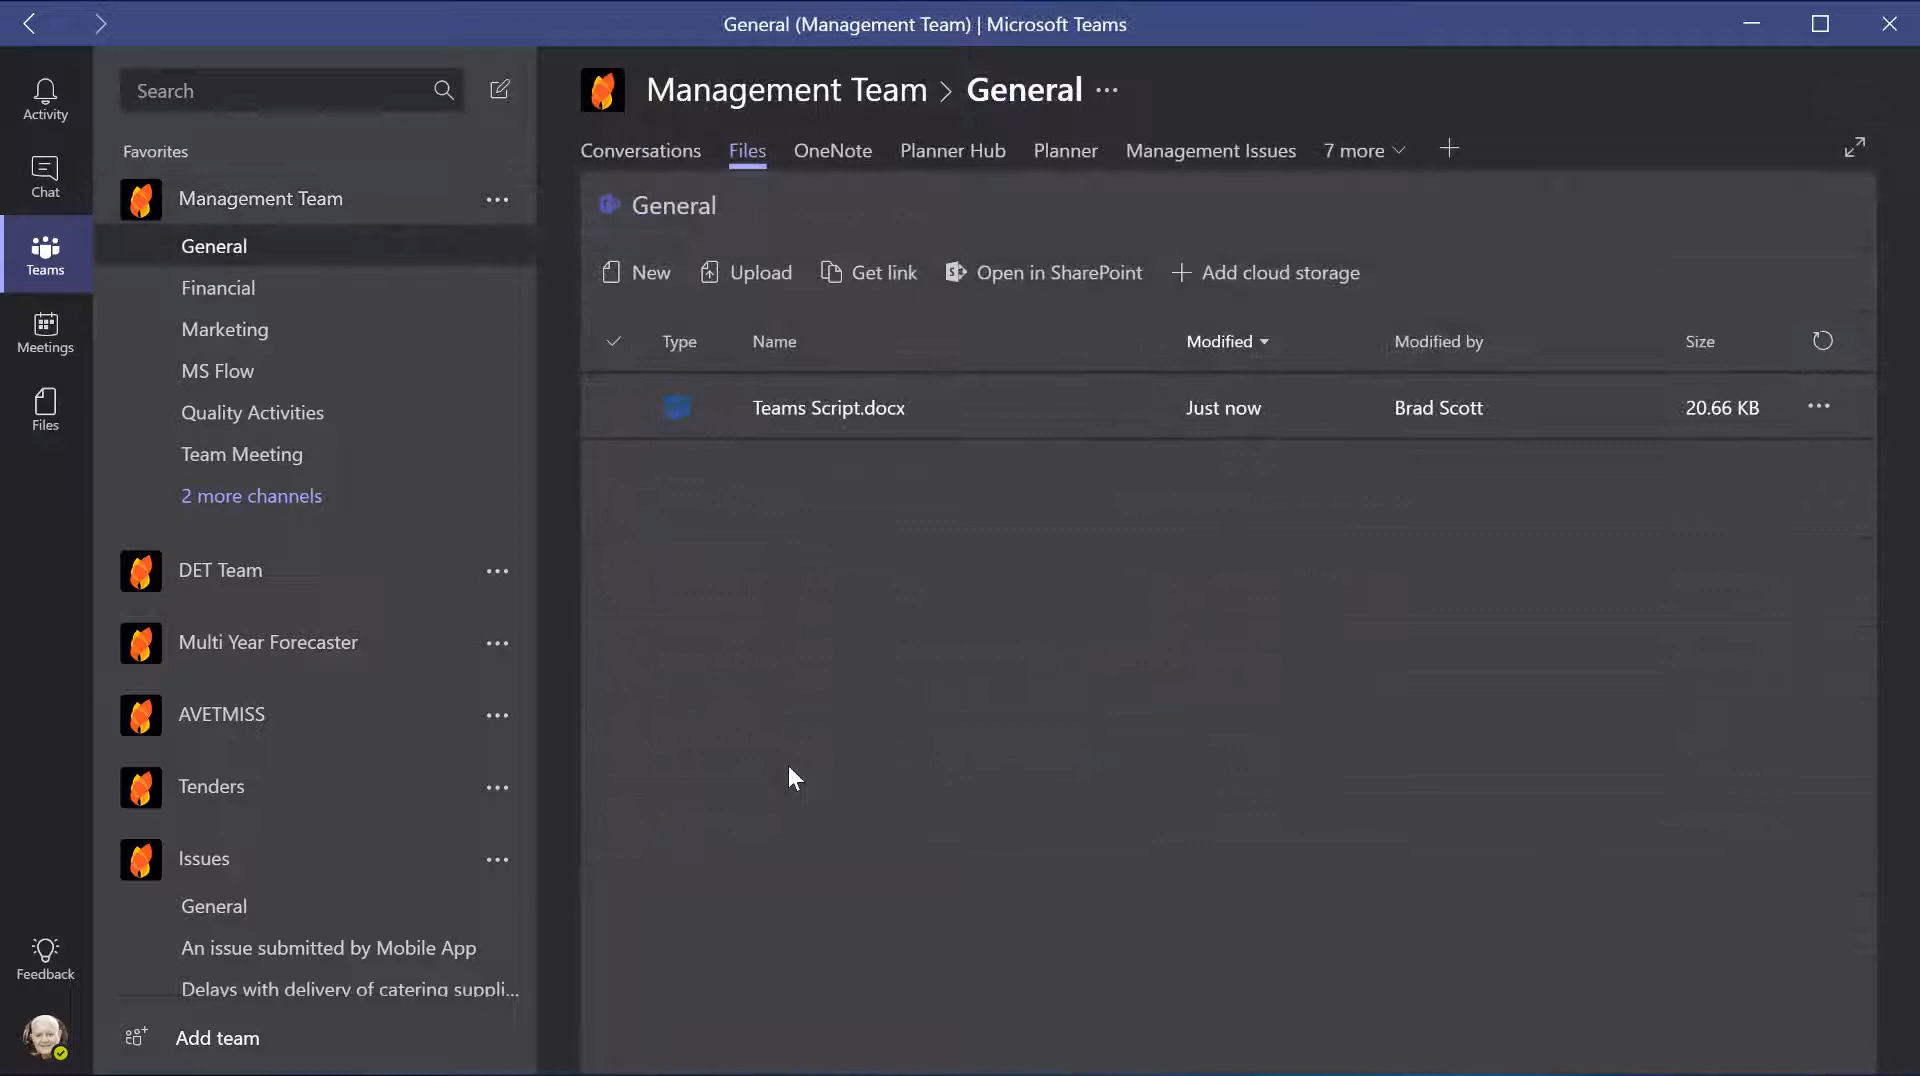 General (Management Team) | Microsoft Teams
Search
Activity
Chat
Teams
Meetings
Files
Feedback
Favorites
Management Team
General
Financial
Marketing
MS Flow
Quality Activities
Team Meeting
2 more channels
DET Team
Multi Year Forecaster
AVETMISS
Tenders
Issues
General
An issue submitted by Mobile App
Delays with delivery of catering suppli...
Add team
Management Team > General ...
Conversations Files OneNote Planner Hub Planner Management Issues 7 more
General
New Upload Get link Open in SharePoint Add cloud storage
Type Name Modified Modified by Size
Teams Script.docx Just now Brad Scott 20.66 KB